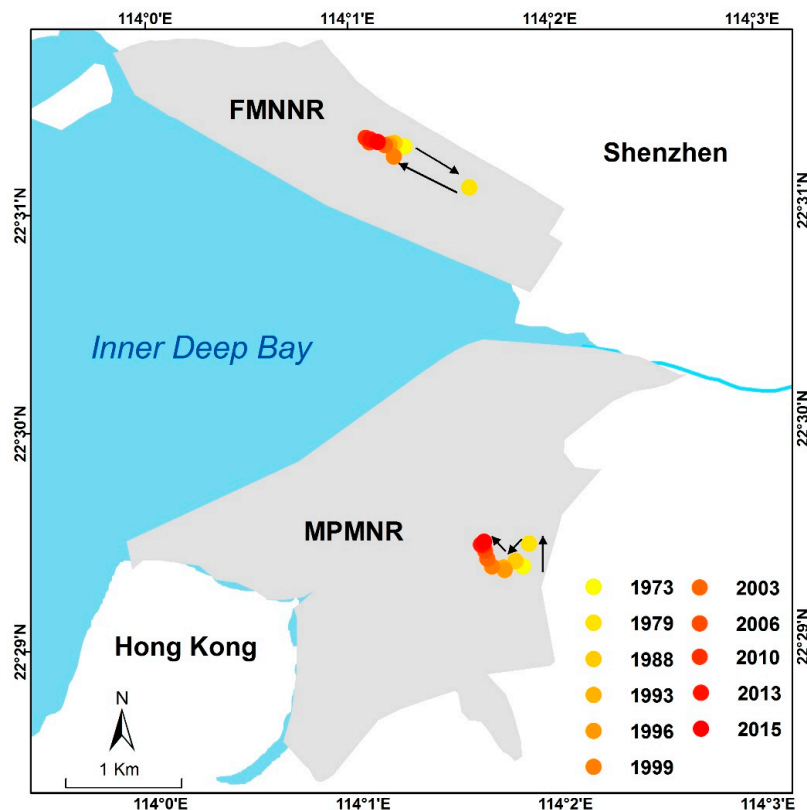 114°0'E 114°1'E 114°2'E 114°3'E
FMNNR
Shenzhen
22°31'N 22°31'N
Inner Deep Bay
22°30'N 22°30'N
MPMNR
1973 2003
1979 2006
22°29'N 22°29'N
Hong Kong
1988 2010
1993 2013
N
1996 2015
1 Km
1999
114°0'E 114°1'E 114°2'E 114°3'E